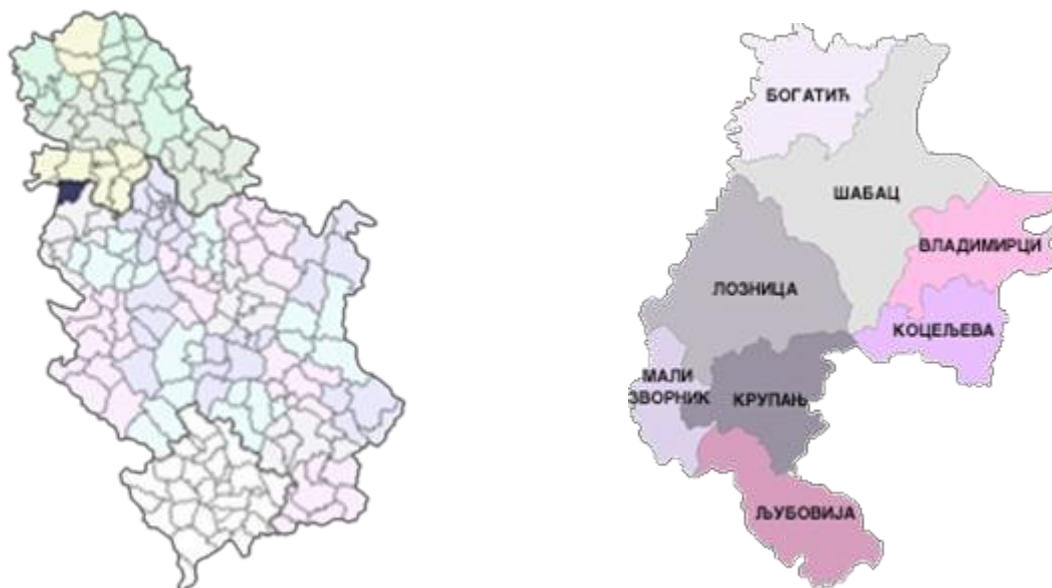 БОГАТИЋ
ШАБАЦ
ВЛАДИМИРЦИ
ЛОЗНИЦА
КОЦЕЉЕВА
МАЛИ
ЗВОРНИК
КРУПАЊ
ЉУБОВИЈА